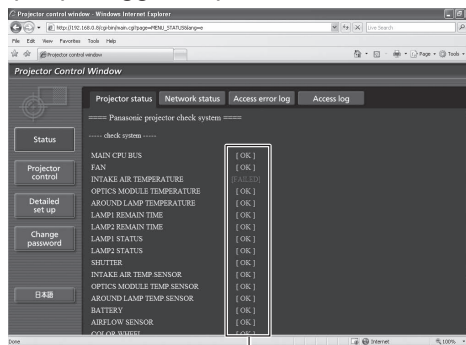 Projector control window - Windows Internet Explorer
http://192.168.0.8/cgi-bin/main.cgi?page=MENU_STATUS&lang=e
Live Search
File Edit View Favorites Tools Help
Projector control window
Page Tools
Projector Control Window
Projector status Network status Access error log Access log
==== Panasonic projector check system ====
----- check system -----
MAIN CPU BUS [ OK ]
FAN [ OK ]
INTAKE AIR TEMPERATURE [FAILED]
OPTICS MODULE TEMPERATURE [ OK ]
AROUND LAMP TEMPERATURE [ OK ]
LAMP1 REMAIN TIME [ OK ]
LAMP2 REMAIN TIME [ OK ]
LAMP1 STATUS [ OK ]
LAMP2 STATUS [ OK ]
SHUTTER [ OK ]
INTAKE AIR TEMP SENSOR [ OK ]
OPTICS MODULE TEMP SENSOR [ OK ]
AROUND LAMP TEMP SENSOR [ OK ]
BATTERY [ OK ]
AIRFLOW SENSOR [ OK ]
COLOR WHEEL [ OK ]
Status
Projector
control
Detailed
set up
Change
password
日本語
Done Internet 100%